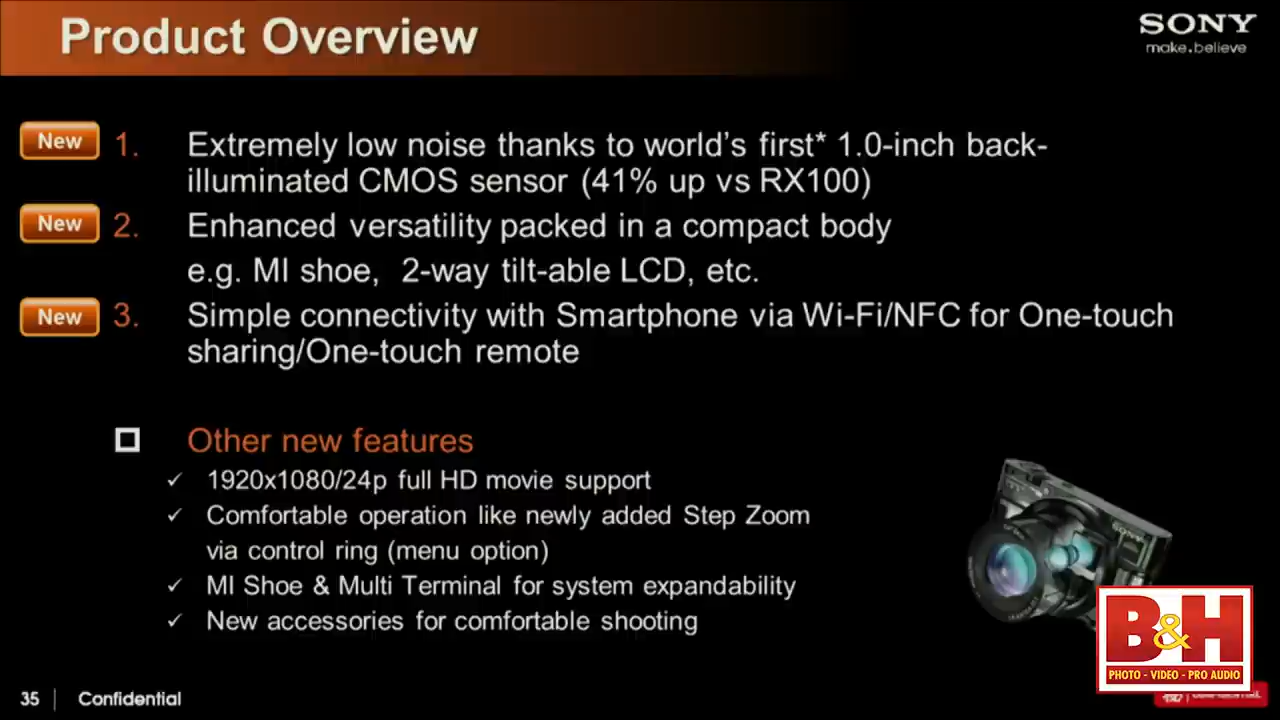 Product Overview
SONY
make.believe
New 1. Extremely low noise thanks to world's first* 1.0-inch back-
illuminated CMOS sensor (41% up vs RX100)
New 2. Enhanced versatility packed in a compact body
e.g. MI shoe, 2-way tilt-able LCD, etc.
New 3. Simple connectivity with Smartphone via Wi-Fi/NFC for One-touch
sharing/One-touch remote
Other new features
✓ 1920x1080/24p full HD movie support
✓ Comfortable operation like newly added Step Zoom
via control ring (menu option)
✓ MI Shoe & Multi Terminal for system expandability
✓ New accessories for comfortable shooting
SONY
B&H
PHOTO - VIDEO - PRO AUDIO
35 Confidential